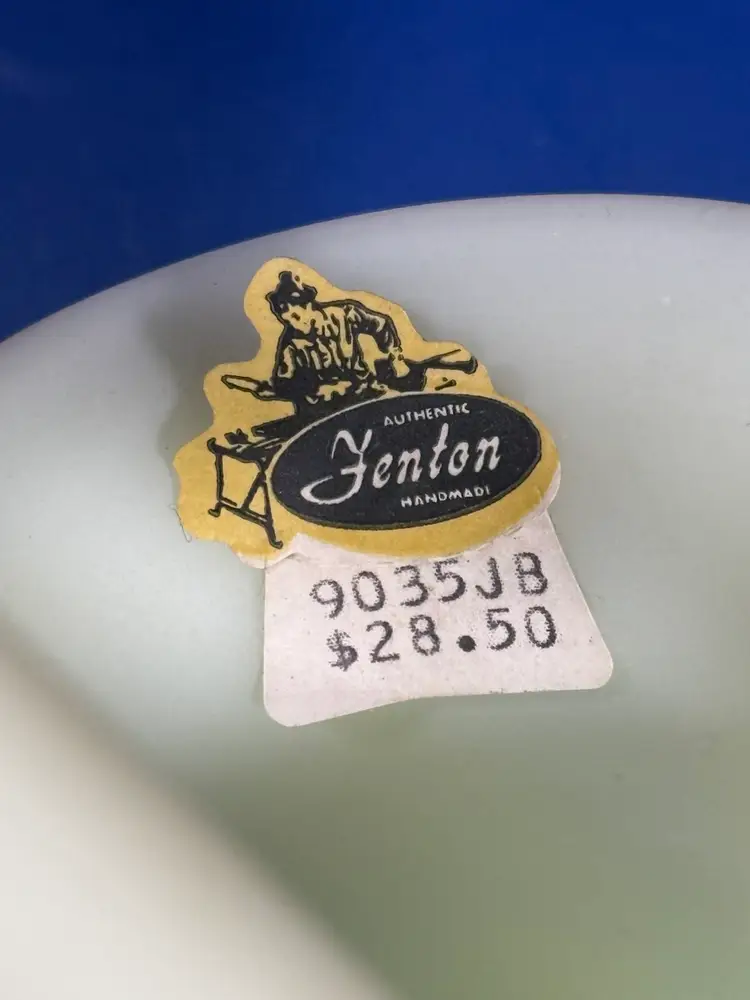 AUTHENTIC
Fenton
HANDMADE
9035JB
$28.50